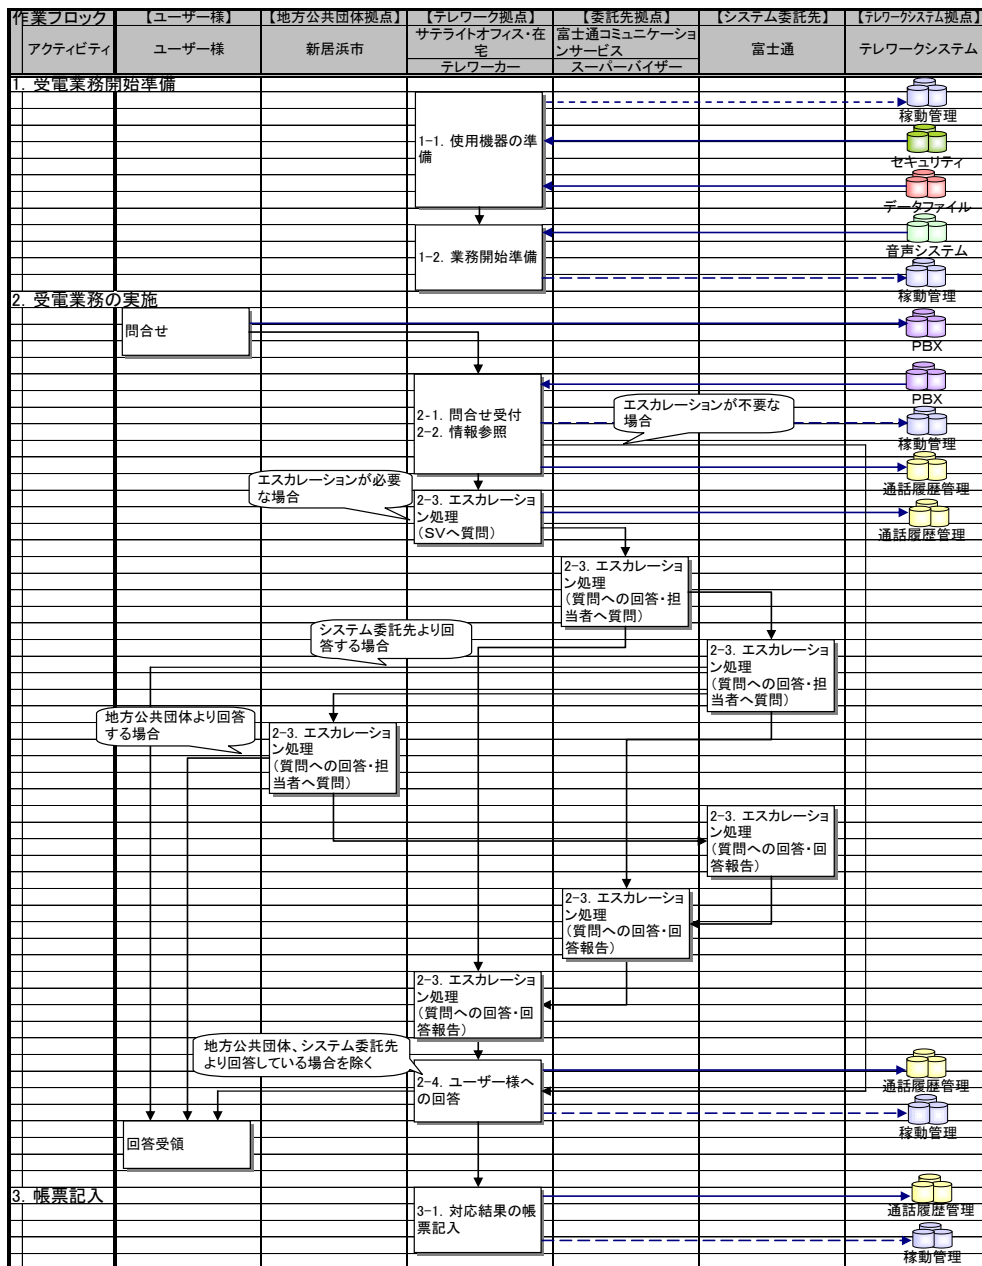 作業ブロック
【ユーザー様】
【地方公共団体拠点】
【テレワーク拠点】
【委託先拠点】
【システム委託先】
【テレワークシステム拠点】
アクティビティ
ユーザー様
新居浜市
サテライトオフィス・在
宅
テレワーカー
富士通コミュニケーショ
ンサービス
スーパーバイザー
富士通
テレワークシステム
1. 受電業務開始準備
稼動管理
1-1. 使用機器の準
備
セキュリティ
データファイル
1-2. 業務開始準備
音声システム
稼動管理
2. 受電業務の実施
問合せ
PBX
PBX
2-1. 問合せ受付
2-2. 情報参照
エスカレーションが不要な
場合
稼動管理
通話履歴管理
エスカレーションが必要
な場合
2-3. エスカレーショ
ン処理
(SVへ質問)
通話履歴管理
2-3. エスカレーショ
ン処理
(質問への回答・担
当者へ質問)
システム委託先より回
答する場合
2-3. エスカレーショ
ン処理
(質問への回答・担
当者へ質問)
地方公共団体より回答
する場合
2-3. エスカレーショ
ン処理
(質問への回答・担
当者へ質問)
2-3. エスカレーショ
ン処理
(質問への回答・回
答報告)
2-3. エスカレーショ
ン処理
(質問への回答・回
答報告)
2-3. エスカレーショ
ン処理
(質問への回答・回
答報告)
地方公共団体、システム委託先
より回答している場合を除く
2-4. ユーザー様へ
の回答
通話履歴管理
稼動管理
回答受領
3. 帳票記入
3-1. 対応結果の帳
票記入
通話履歴管理
稼動管理